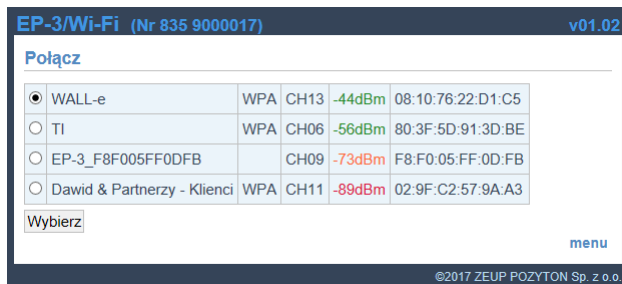 EP-3/Wi-Fi (Nr 835 9000017) v01.02
Połącz
WALL-e WPA CH13 -44dBm 08:10:76:22:D1:C5
TI WPA CH06 -56dBm 80:3F:5D:91:3D:BE
EP-3_F8F005FF0DFB CH09 -73dBm F8:F0:05:FF:0D:FB
Dawid & Partnerzy - Klienci WPA CH11 -89dBm 02:9F:C2:57:9A:A3
Wybierz
menu
©2017 ZEUP POZYTON Sp. z o.o.